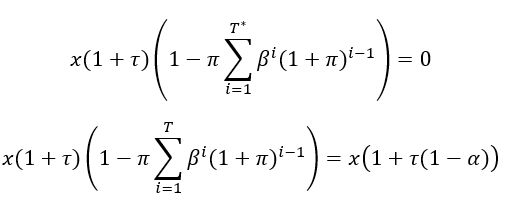 x(1 + τ)(1 − π ∑_{i=1}^{T*} β^i(1 + π)^{i−1}) = 0
x(1 + τ)(1 − π ∑_{i=1}^{T} β^i(1 + π)^{i−1}) = x(1 + τ(1 − α))